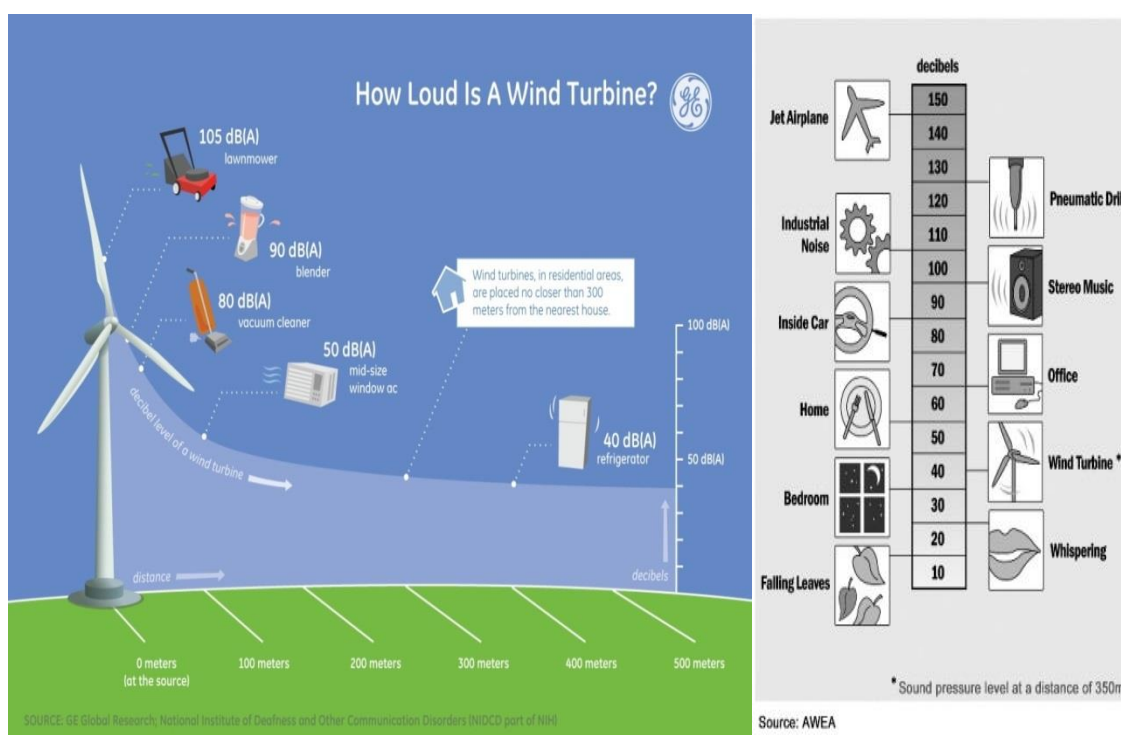 How Loud Is A Wind Turbine?
GE
105 dB(A)
lawnmower
90 dB(A)
blender
80 dB(A)
vacuum cleaner
50 dB(A)
mid-size
window ac
Wind turbines, in residential areas,
are placed no closer than 300
meters from the nearest house.
40 dB(A)
refrigerator
100 dB(A)
50 dB(A)
decibel level of a wind turbine
distance
decibels
0 meters
(at the source)
100 meters
200 meters
300 meters
400 meters
500 meters
SOURCE: GE Global Research; National Institute of Deafness and Other Communication Disorders (NIDCD part of NIH)
decibels
150
140
130
120
110
100
90
80
70
60
50
40
30
20
10
Jet Airplane
Industrial
Noise
Inside Car
Home
Bedroom
Falling Leaves
Pneumatic Dril
Stereo Music
Office
Wind Turbine *
Whispering
* Sound pressure level at a distance of 350m
Source: AWEA